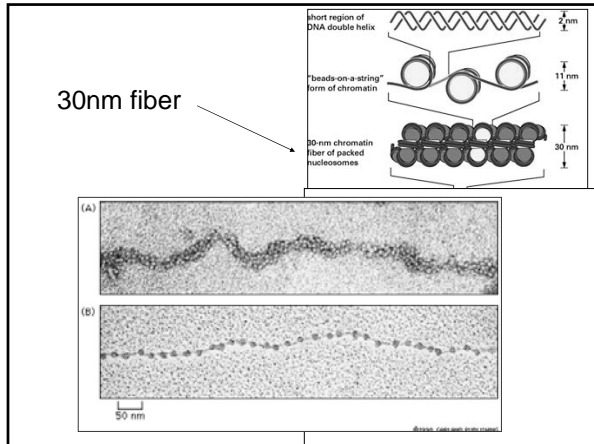 short region of
DNA double helix
2 nm
"beads-on-a-string"
form of chromatin
11 nm
30nm fiber
30-nm chromatin
fiber of packed
nucleosomes
30 nm
(A)
(B)
50 nm